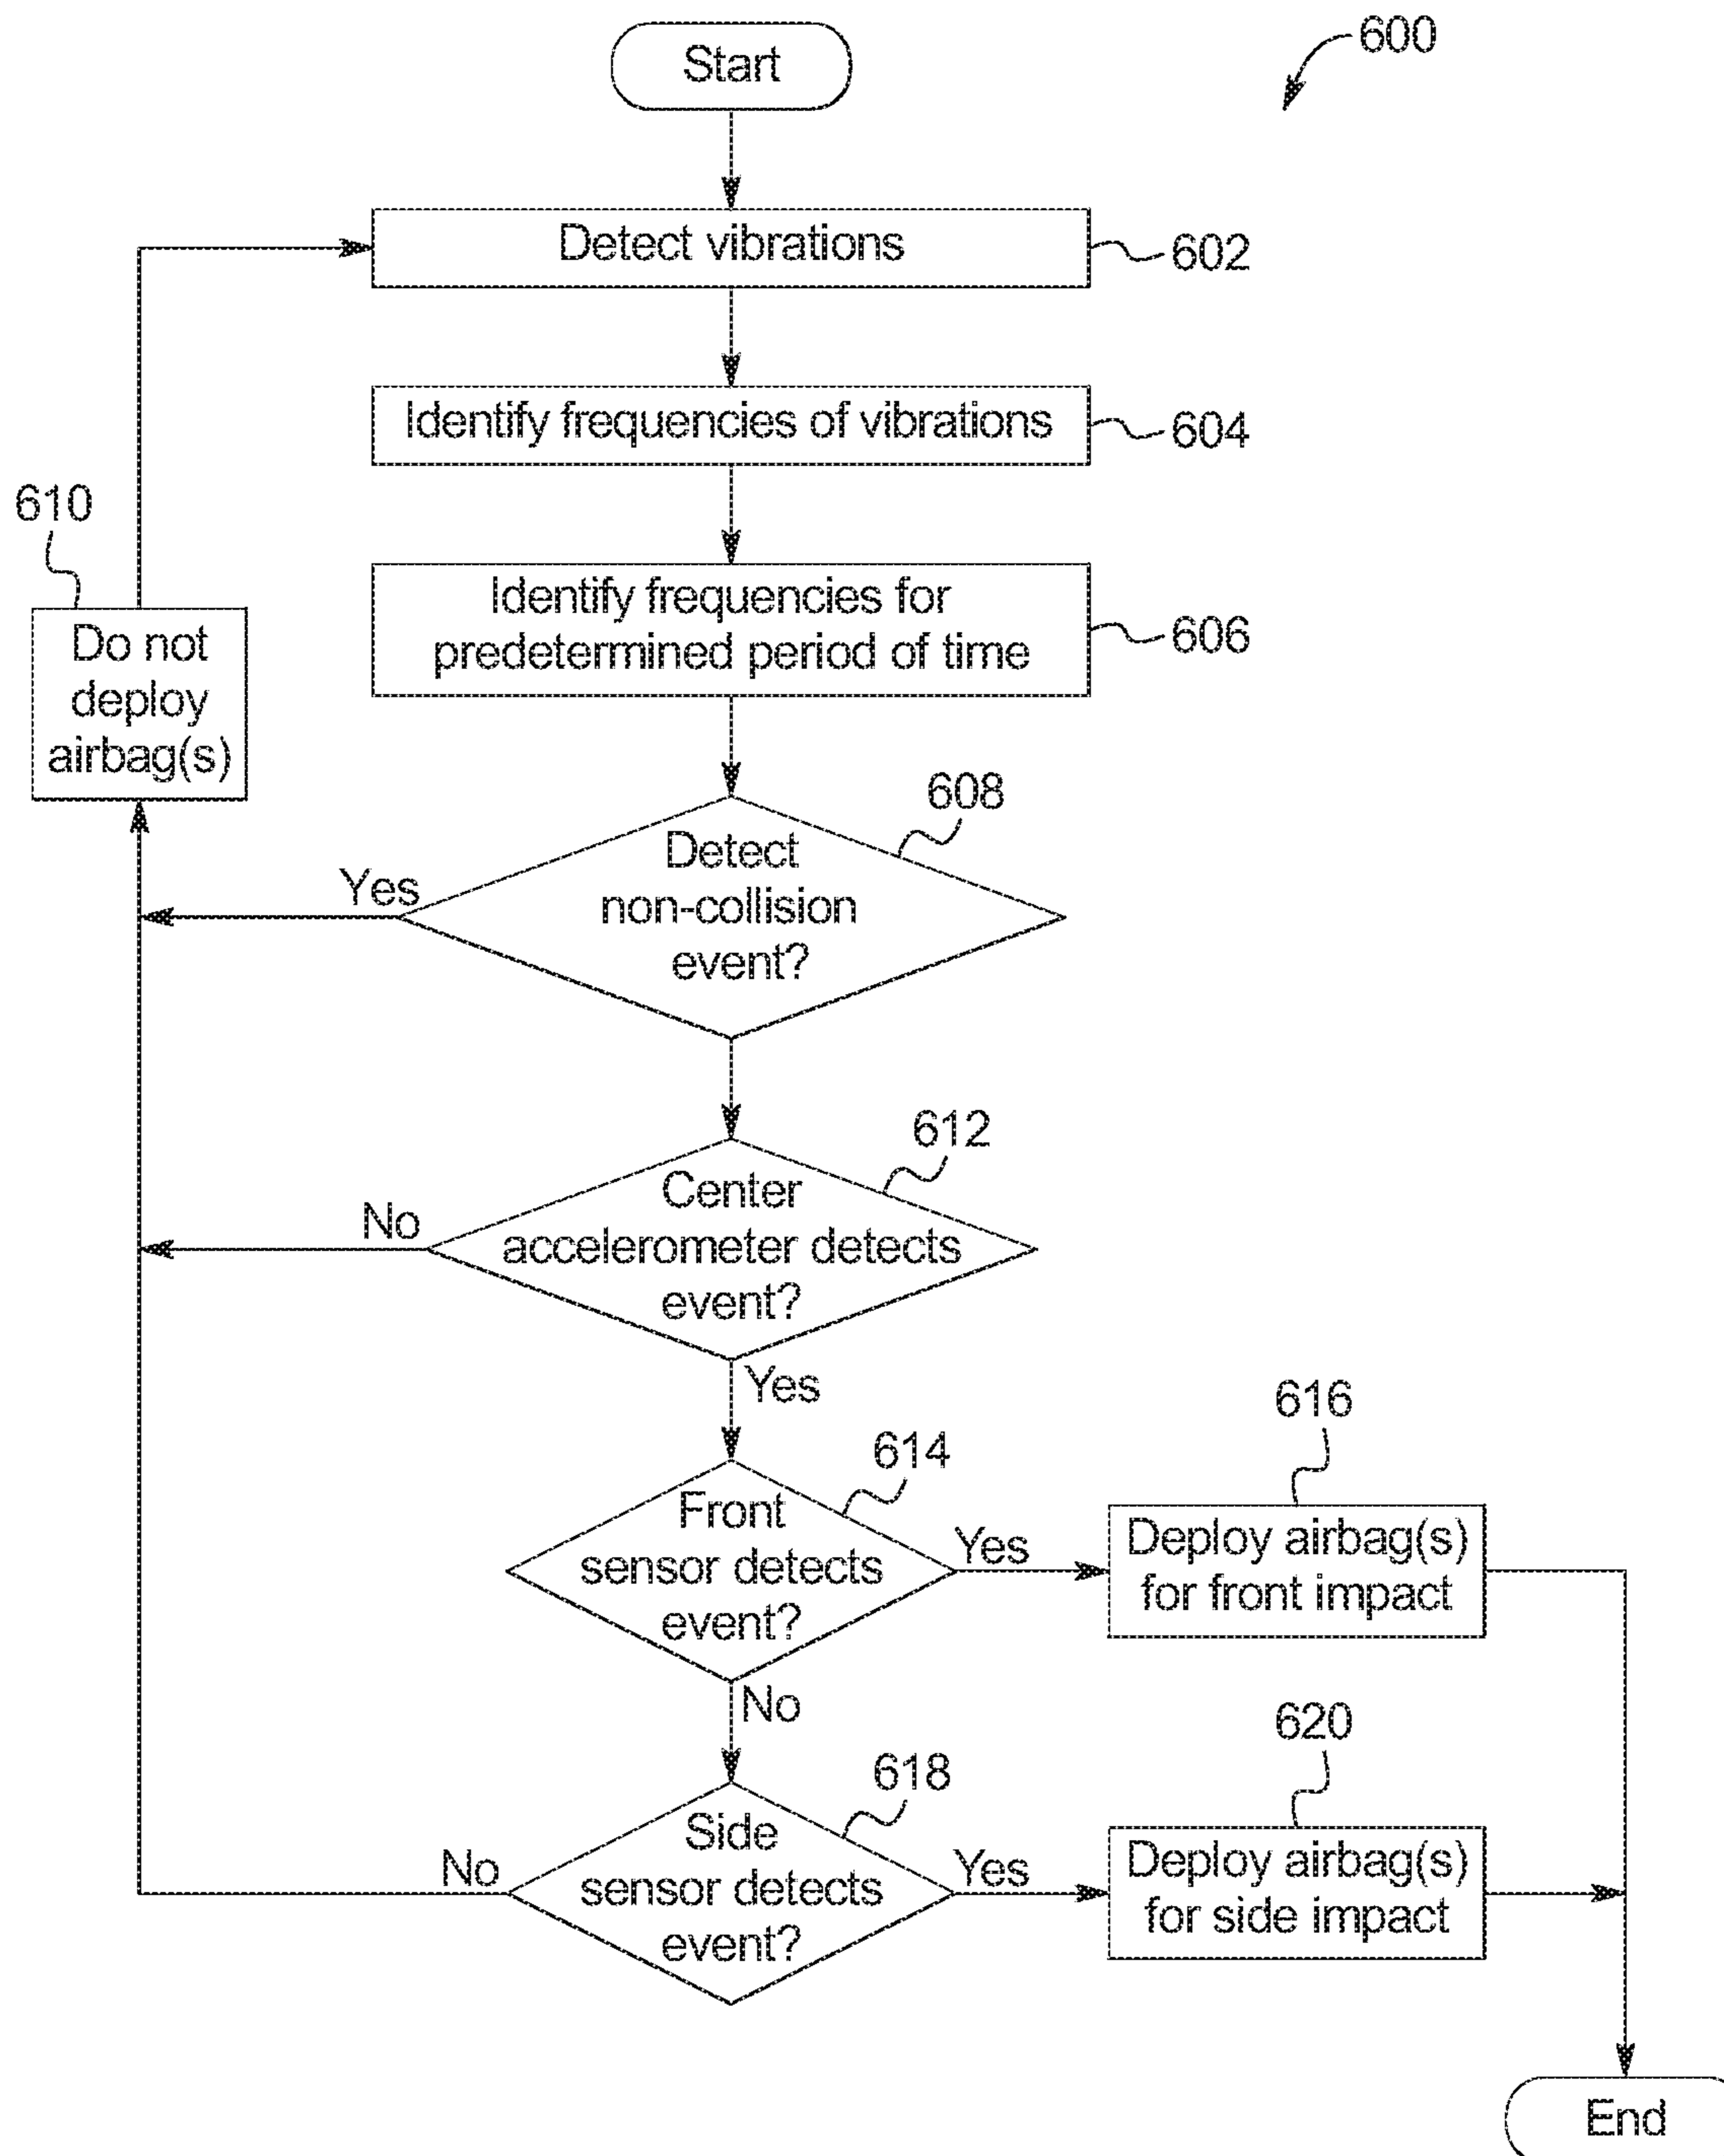 600
Start
Detect vibrations
602
Identify frequencies of vibrations
604
610
Do not
deploy
airbag(s)
Identify frequencies for
predetermined period of time
606
608
Detect
non-collision
event?
Yes
612
Center
accelerometer detects
event?
No
Yes
614
Front
sensor detects
event?
Yes
616
Deploy airbag(s)
for front impact
No
618
Side
sensor detects
event?
No
Yes
620
Deploy airbag(s)
for side impact
End